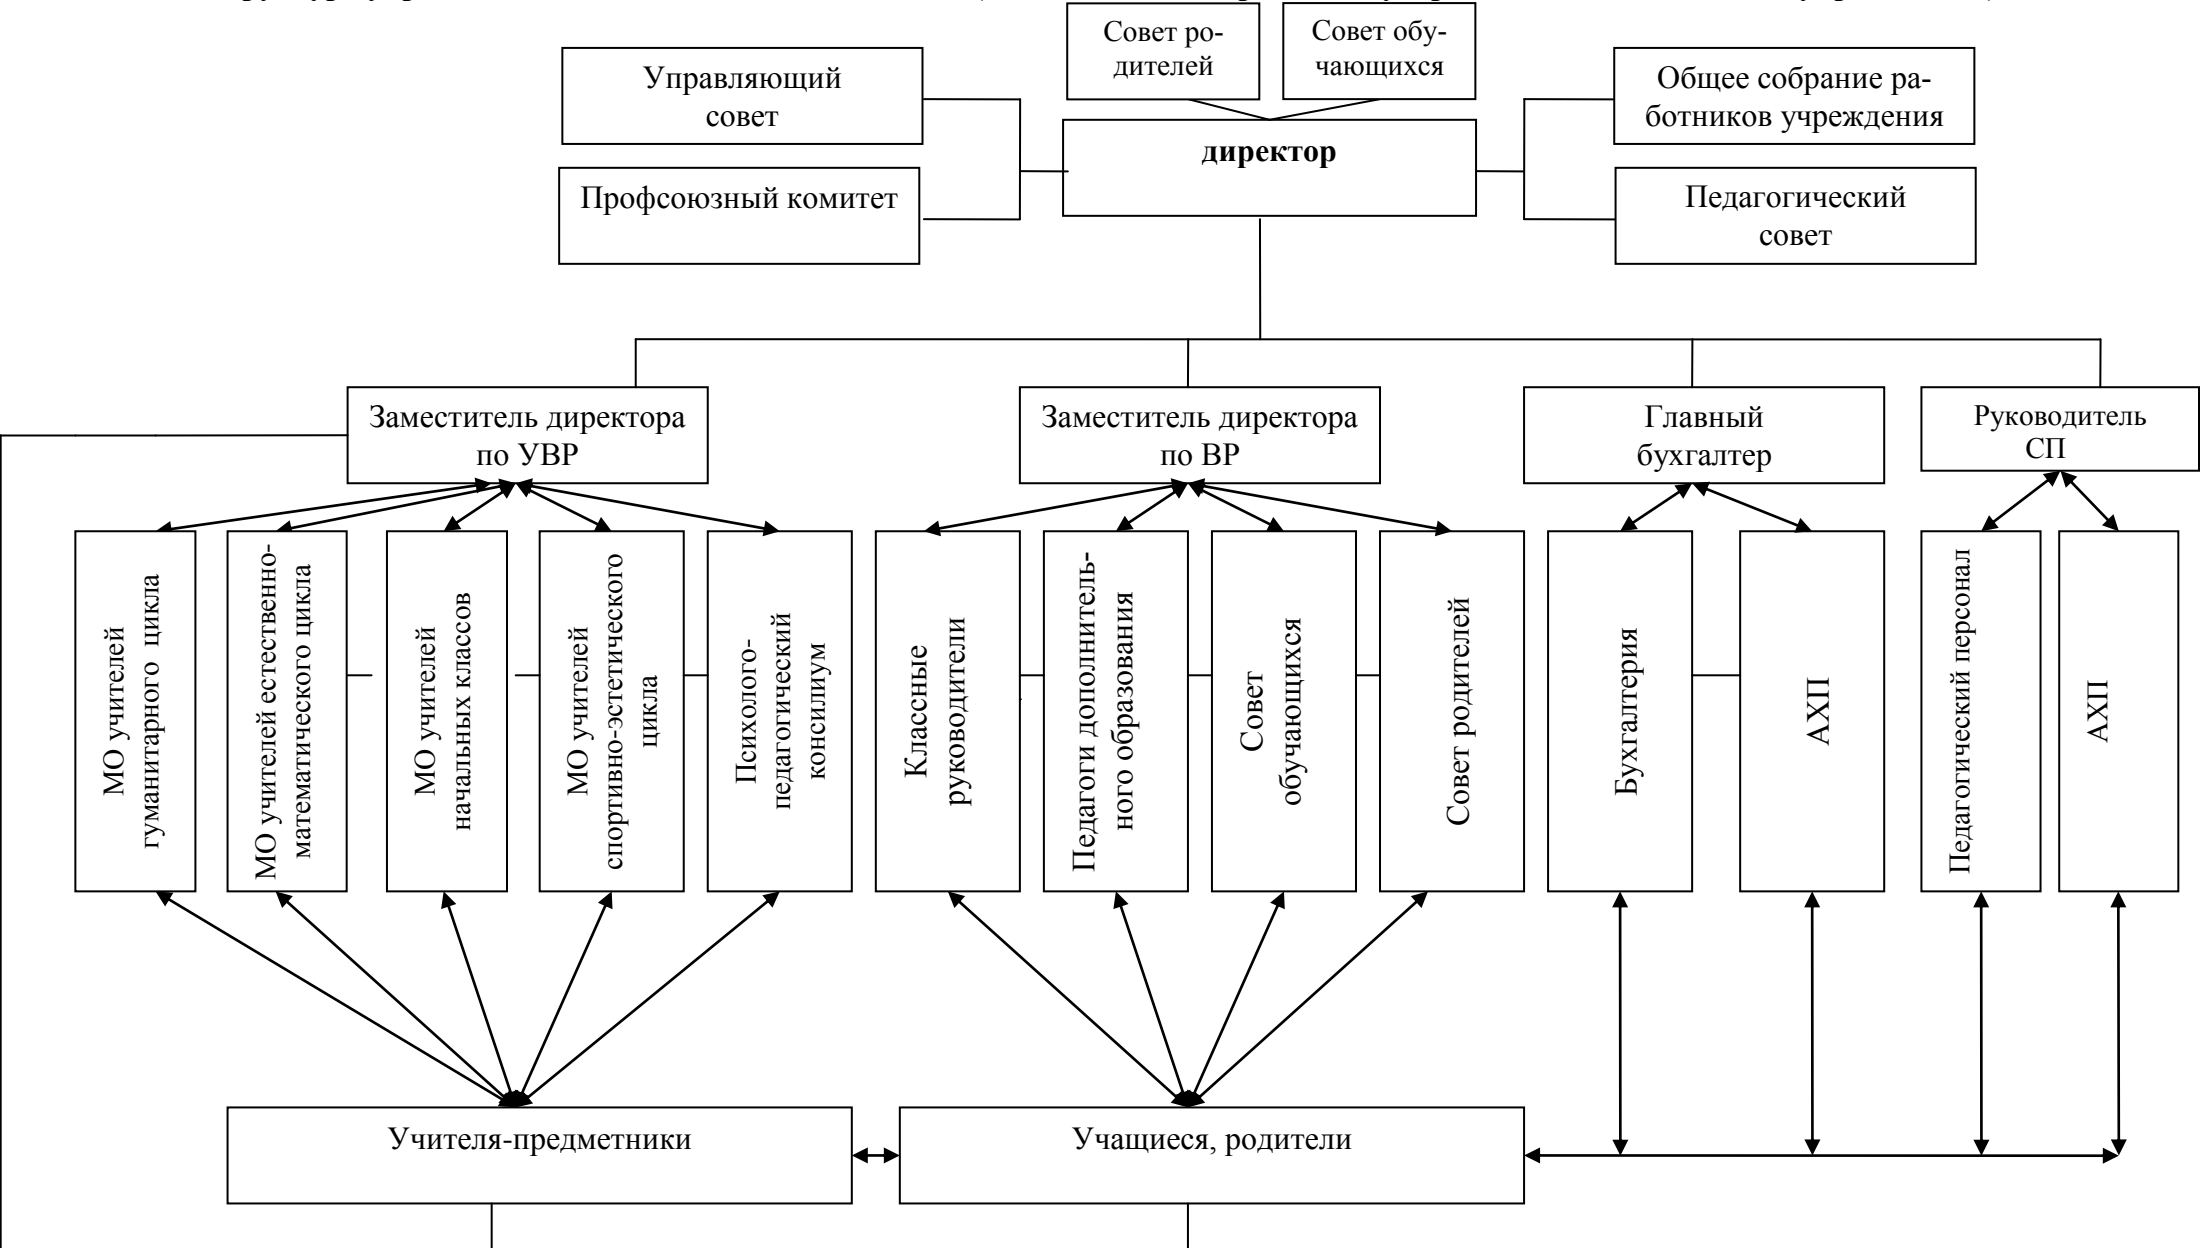 Совет ро-
дителей
Совет обу-
чающихся
Управляющий
совет
Общее собрание ра-
ботников учреждения
директор
Профсоюзный комитет
Педагогический
совет
Заместитель директора
по УВР
Заместитель директора
по ВР
Главный
бухгалтер
Руководитель
СП
МО учителей
гуманитарного цикла
МО учителей естественно-
математического цикла
МО учителей
начальных классов
МО учителей
спортивно-эстетического
цикла
Психолого-
педагогический
консилиум
Классные
руководители
Педагоги дополнитель-
ного образования
Совет
обучающихся
Совет родителей
Бухгалтерия
АХП
Педагогический персонал
АХП
Учителя-предметники
Учащиеся, родители